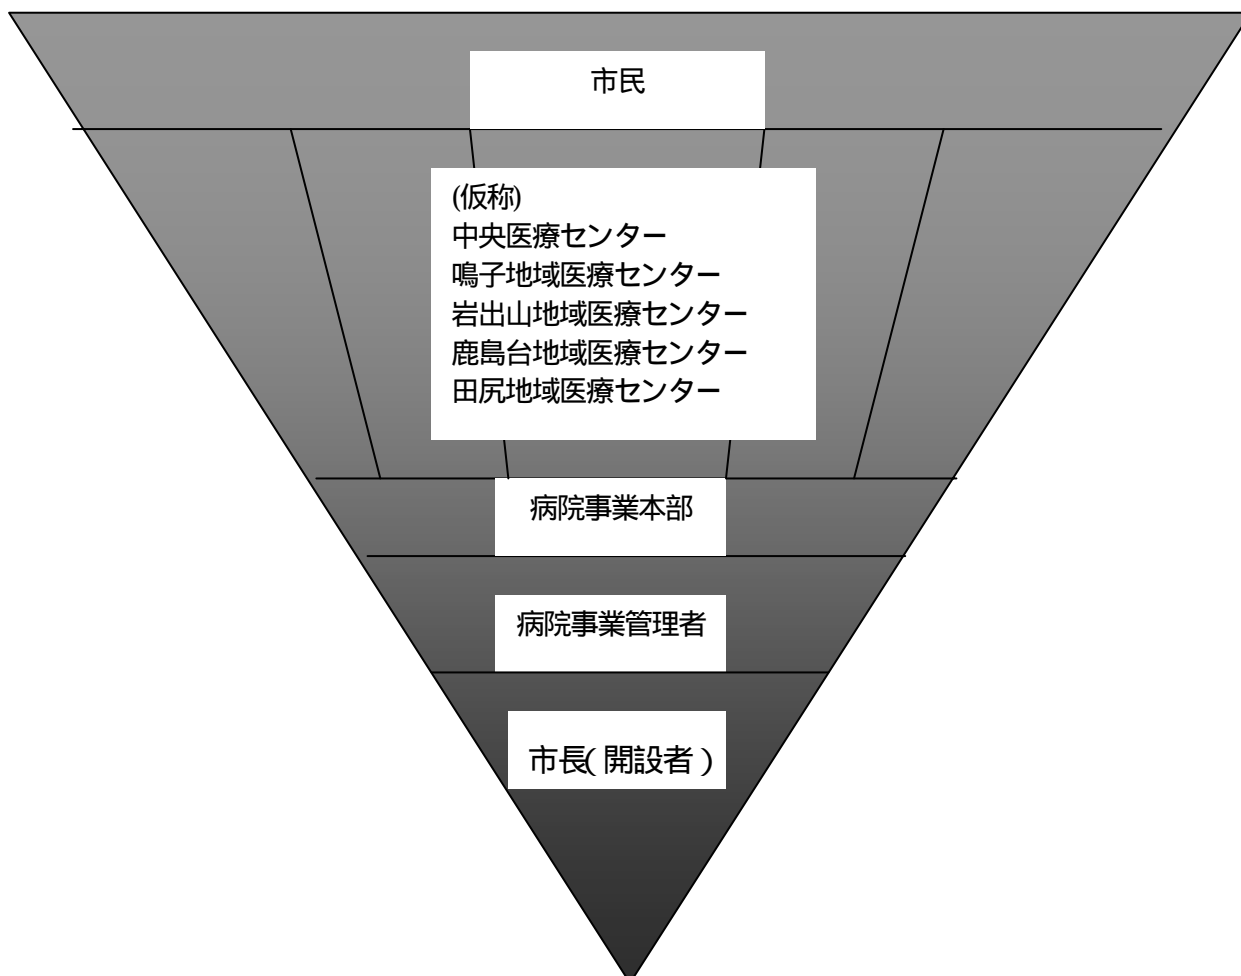 市民
(仮称)
中央医療センター
鳴子地域医療センター
岩出山地域医療センター
鹿島台地域医療センター
田尻地域医療センター
病院事業本部
病院事業管理者
市長(開設者)